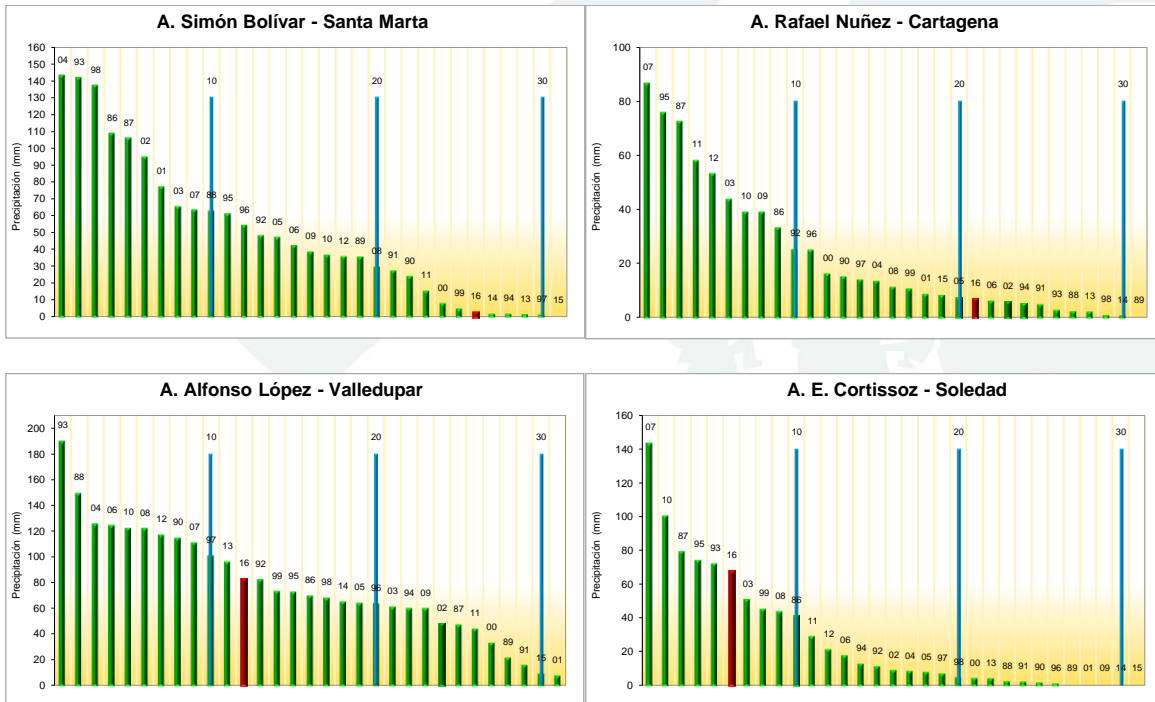 A. Simón Bolívar - Santa Marta
Precipitación (mm)
160
150
140
130
120
110
100
90
80
70
60
50
40
30
20
10
0
04 93 98 86 87 02 01 03 07 88 95 96 92 05 06 09 10 12 89 08 91 90 11 00 99 16 14 94 13 97 15
10 20 30
A. Rafael Nuñez - Cartagena
Precipitación (mm)
100
80
60
40
20
0
07 95 87 11 12 03 10 09 86 92 96 00 90 97 04 08 99 01 15 05 16 06 02 94 91 93 88 13 98 14 89
10 20 30
A. Alfonso López - Valledupar
Precipitación (mm)
200
180
160
140
120
100
80
60
40
20
0
93 88 04 06 10 08 12 90 07 97 13 16 92 99 95 86 98 14 05 96 03 94 09 02 87 11 00 89 91 15 01
10 20 30
A. E. Cortissoz - Soledad
Precipitación (mm)
160
140
120
100
80
60
40
20
0
07 10 87 95 93 16 03 99 08 86 11 12 06 94 92 02 04 05 97 98 00 13 88 91 90 96 89 01 09 14 15
10 20 30